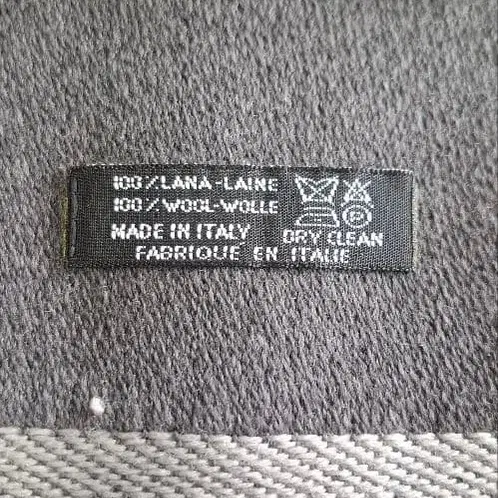 100% LANA-LAINE
100% WOOL-WOLLE
MADE IN ITALY
DRY CLEAN
FABRIQUE EN ITALIE